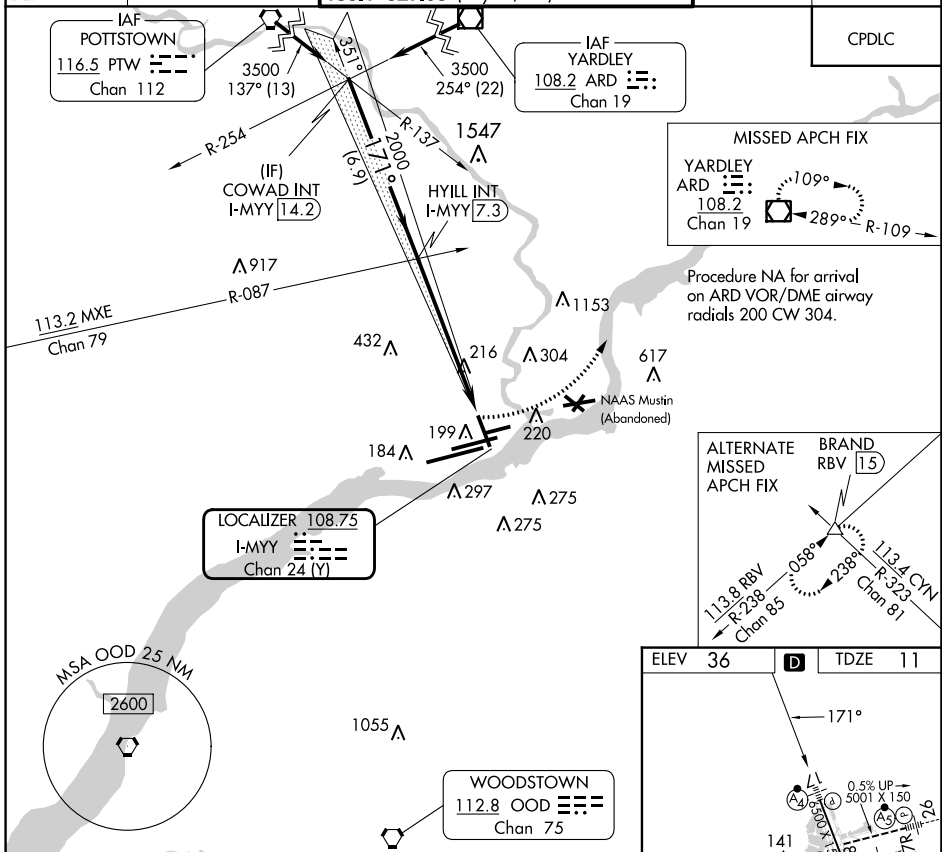 IAF
POTTSTOWN
116.5 PTW
Chan 112
3500
137° (13)
351°
3500
254° (22)
IAF
YARDLEY
108.2 ARD
Chan 19
CPDLC
R-254
R-137
1547
2000
171°
(6.9)
(IF)
COWAD INT
I-MYY 14.2
HYILL INT
I-MYY 7.3
MISSED APCH FIX
YARDLEY
ARD
108.2
Chan 19
109°
289°
R-109
917
R-087
113.2 MXE
Chan 79
Procedure NA for arrival
on ARD VOR/DME airway
radials 200 CW 304.
1153
432
216
304
617
NAAS Mustin
(Abandoned)
199
220
184
297
275
275
LOCALIZER 108.75
I-MYY
Chan 24 (Y)
ALTERNATE
MISSED
APCH FIX
BRAND
RBV 15
058°
238°
113.8 RBV
R-238
Chan 85
113.4 CYN
R-323
Chan 81
MSA OOD 25 NM
2600
1055
WOODSTOWN
112.8 OOD
Chan 75
ELEV 36
D
TDZE 11
171°
17
A4
P
0.5% UP
5001 X 150
A5
P
26
141